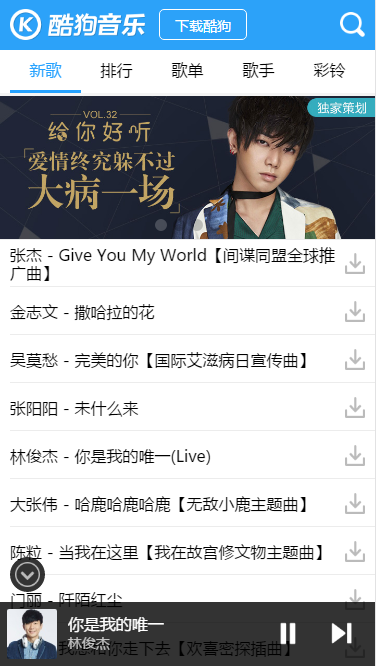 酷狗音乐
下载酷狗
新歌 排行 歌单 歌手 彩铃
独家策划
VOL.32
给你好听
「爱情终究躲不过
大病一场」
张杰 - Give You My World【间谍同盟全球推
广曲】
金志文 - 撒哈拉的花
吴莫愁 - 完美的你【国际艾滋病日宣传曲】
张阳阳 - 未什么来
林俊杰 - 你是我的唯一(Live)
大张伟 - 哈鹿哈鹿哈鹿【无敌小鹿主题曲】
陈粒 - 当我在这里【我在故宫修文物主题曲】
门丽 - 阡陌红尘
你是我的唯一
林俊杰
我想和你走下去【欢喜密探插曲】